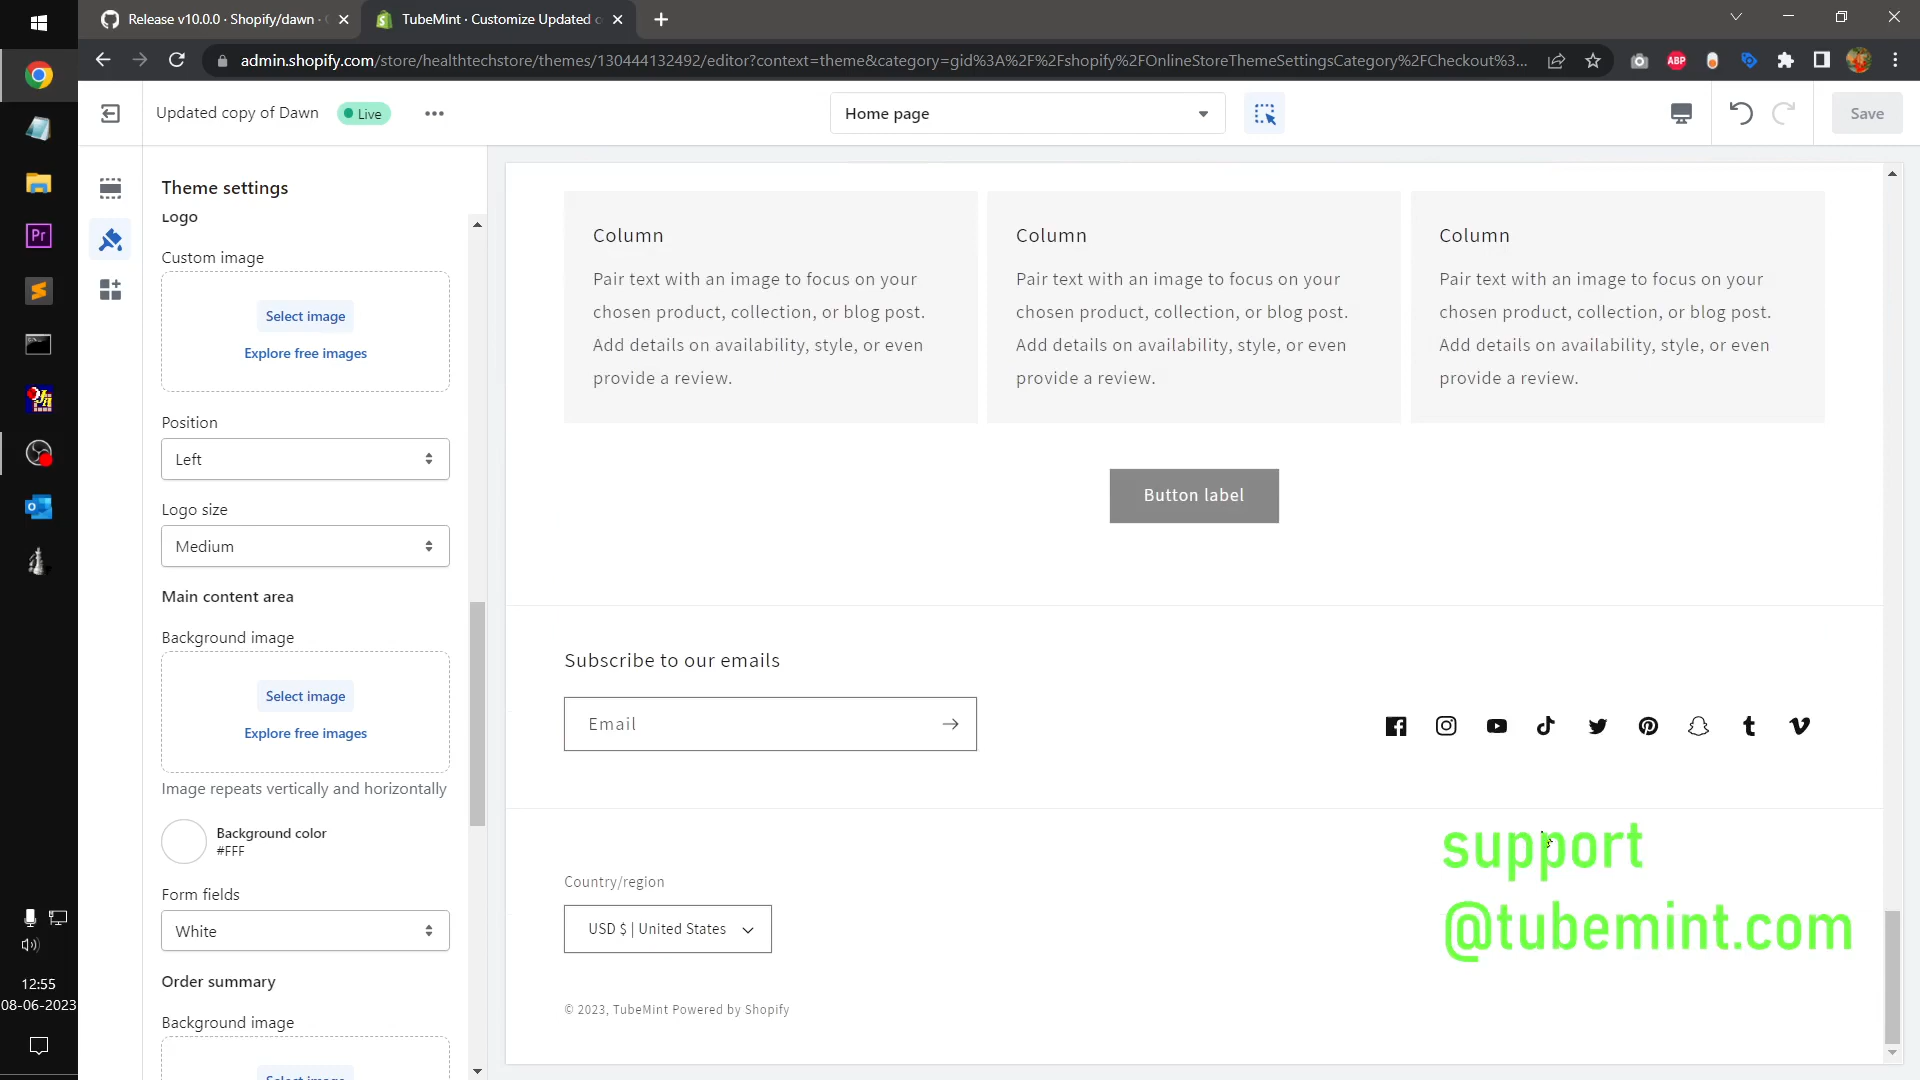 Release v10.0.0 · Shopify/dawn ·
TubeMint · Customize Updated
admin.shopify.com/store/healthtechstore/themes/130444132492/editor?context=theme&category=gid%3A%2F%2Fshopify%2FOnlineStoreThemeSettingsCategory%2FCheckout%3...
ABP
Updated copy of Dawn
Live
Home page
Save
Theme settings
Logo
Custom image
Select image
Explore free images
Position
Left
Logo size
Medium
Main content area
Background image
Select image
Explore free images
Image repeats vertically and horizontally
Background color
#FFF
Form fields
White
Order summary
Background image
Select image
Column
Pair text with an image to focus on your
chosen product, collection, or blog post.
Add details on availability, style, or even
provide a review.
Column
Pair text with an image to focus on your
chosen product, collection, or blog post.
Add details on availability, style, or even
provide a review.
Column
Pair text with an image to focus on your
chosen product, collection, or blog post.
Add details on availability, style, or even
provide a review.
Button label
Subscribe to our emails
Email
Country/region
USD $ | United States
© 2023, TubeMint Powered by Shopify
support
@tubemint.com
Pr
12:55
08-06-2023